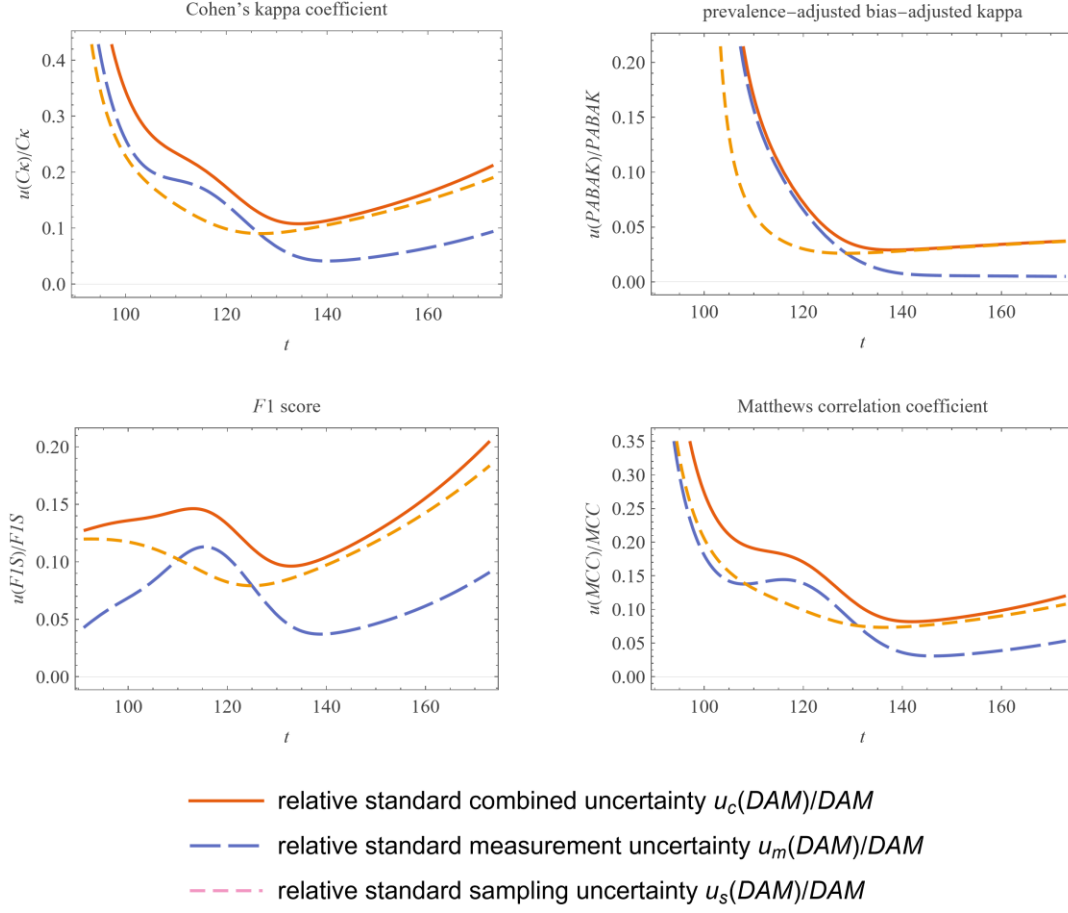 Cohen's kappa coefficient
u(Cκ)/Cκ
0.4
0.3
0.2
0.1
0.0
100 120 140 160
t
prevalence−adjusted bias−adjusted kappa
u(PABAK)/PABAK
0.20
0.15
0.10
0.05
0.00
100 120 140 160
t
F1 score
u(F1S)/F1S
0.20
0.15
0.10
0.05
0.00
100 120 140 160
t
Matthews correlation coefficient
u(MCC)/MCC
0.35
0.30
0.25
0.20
0.15
0.10
0.05
0.00
100 120 140 160
t
relative standard combined uncertainty u_c(DAM)/DAM
relative standard measurement uncertainty u_m(DAM)/DAM
relative standard sampling uncertainty u_s(DAM)/DAM